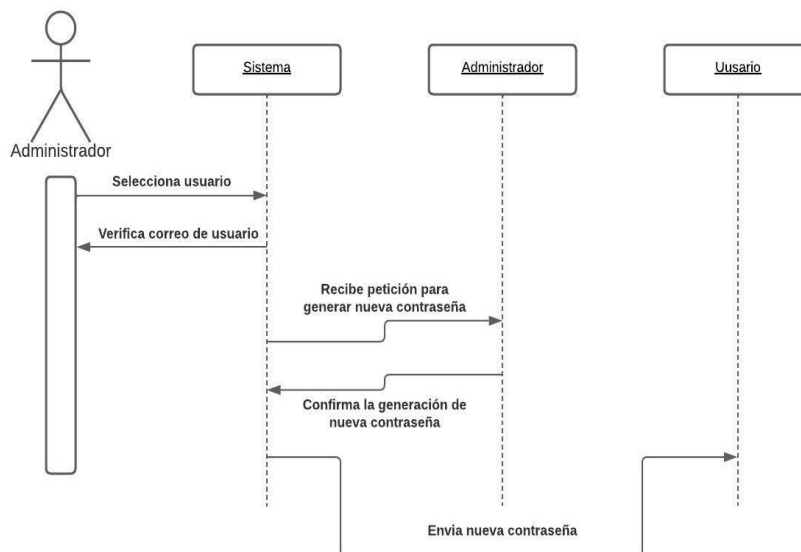 Sistema
Administrador
Uusario
Administrador
Selecciona usuario
Verifica correo de usuario
Recibe petición para
generar nueva contraseña
Confirma la generación de
nueva contraseña
Envia nueva contraseña